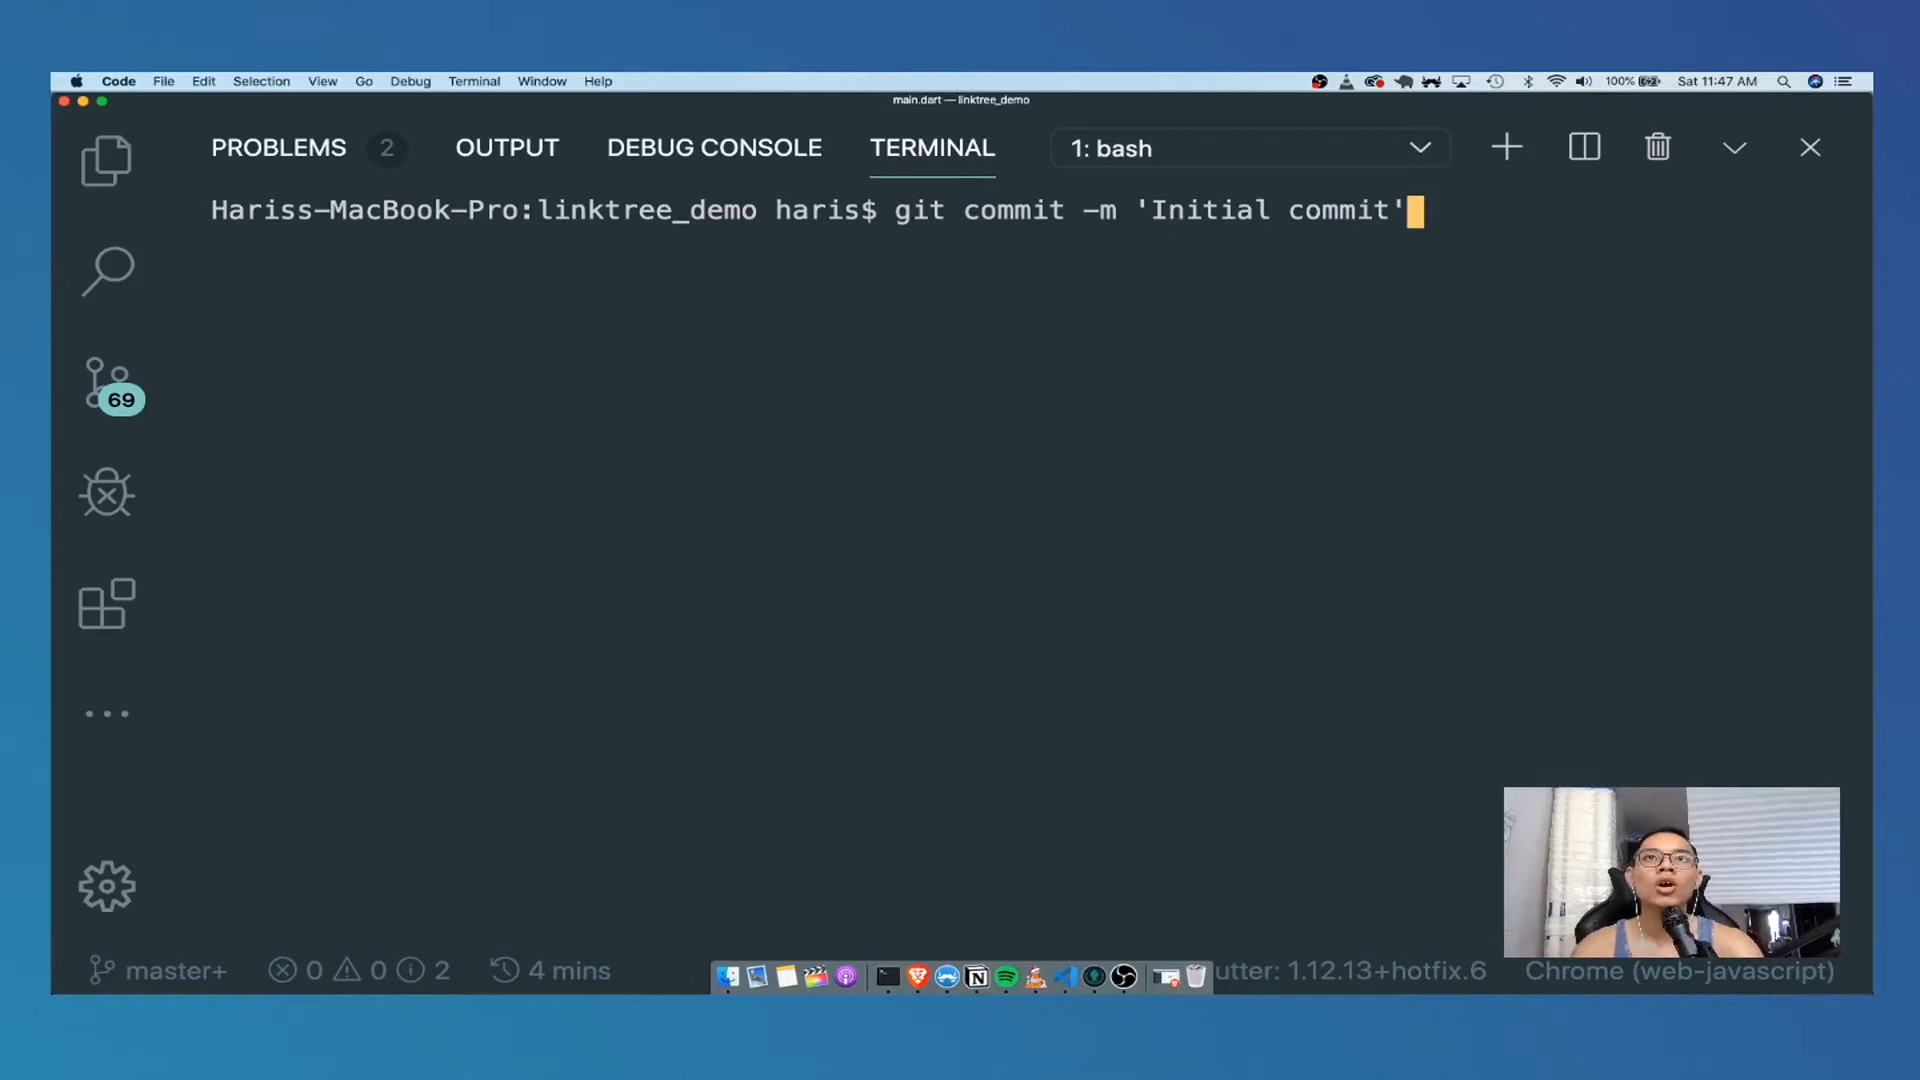 Code File Edit Selection View Go Debug Terminal Window Help 100% Sat 11:47 AM
main.dart — linktree_demo
PROBLEMS 2 OUTPUT DEBUG CONSOLE TERMINAL 1: bash
Hariss-MacBook-Pro:linktree_demo haris$ git commit -m 'Initial commit'
69
master+ 0 0 2 4 mins utter: 1.12.13+hotfix.6 Chrome (web-javascript)